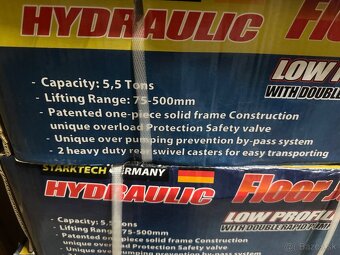 HYDRAULIC Flo
LOW P
WITH DOUBLE
- Capacity: 5,5 Tons
- Lifting Range: 75-500mm
- Patented one-piece solid frame Construction
unique overload Protection Safety valve
- Unique over pumping prevention by-pass system
- 2 heavy duty rear swivel casters for easy transporting
STARKTECH GERMANY
HYDRAULIC Floor J
LOW PROFIL
WITH DOUBLE RAPID PUMP
- Capacity: 5,5 Tons
- Lifting Range: 75-500mm
- Patented one-piece solid frame Construction
unique overload Protection Safety valve